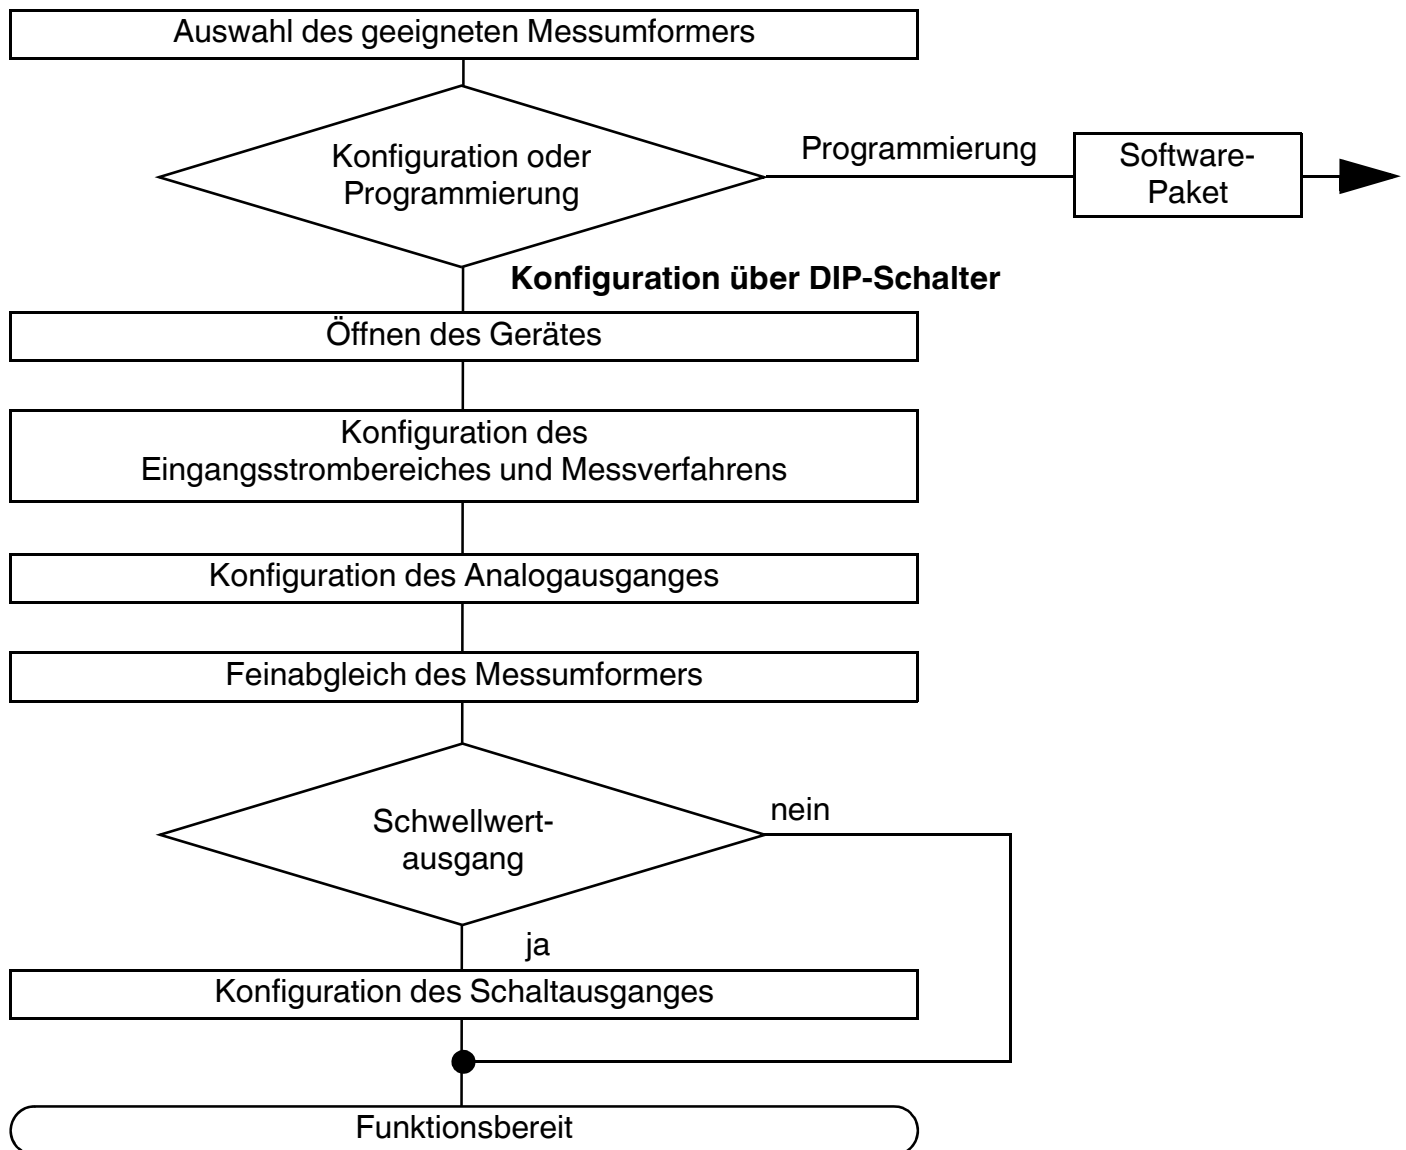 Auswahl des geeigneten Messumformers
Konfiguration oder
Programmierung
Programmierung
Software-
Paket
Konfiguration über DIP-Schalter
Öffnen des Gerätes
Konfiguration des
Eingangsstrombereiches und Messverfahrens
Konfiguration des Analogausganges
Feinabgleich des Messumformers
Schwellwert-
ausgang
nein
ja
Konfiguration des Schaltausganges
Funktionsbereit